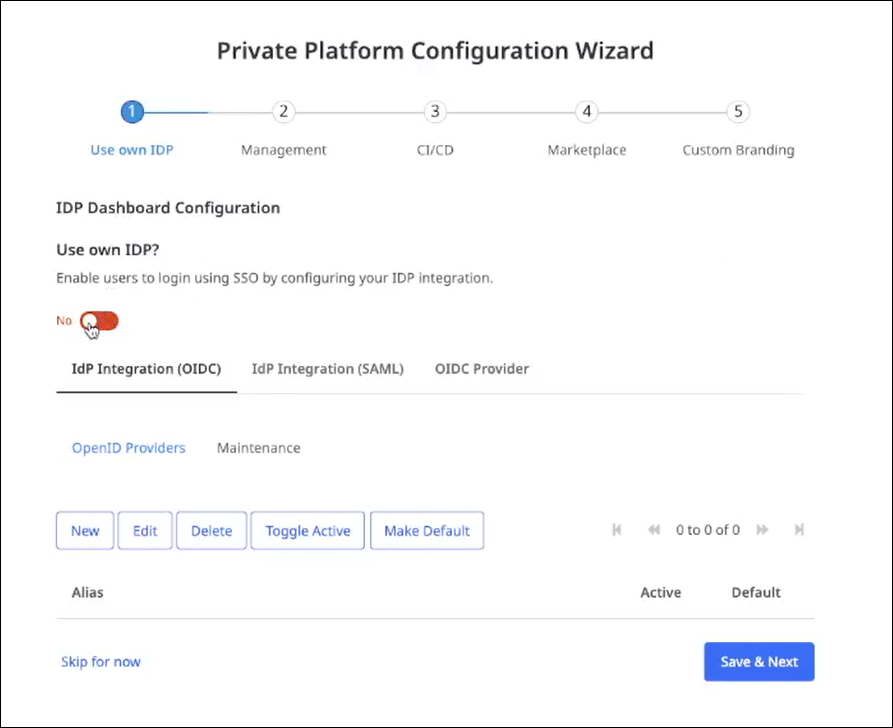 Private Platform Configuration Wizard
1 2 3 4 5
Use own IDP Management CI/CD Marketplace Custom Branding
IDP Dashboard Configuration
Use own IDP?
Enable users to login using SSO by configuring your IDP integration.
No
IdP Integration (OIDC) IdP Integration (SAML) OIDC Provider
OpenID Providers Maintenance
New Edit Delete Toggle Active Make Default 0 to 0 of 0
Alias Active Default
Skip for now Save & Next